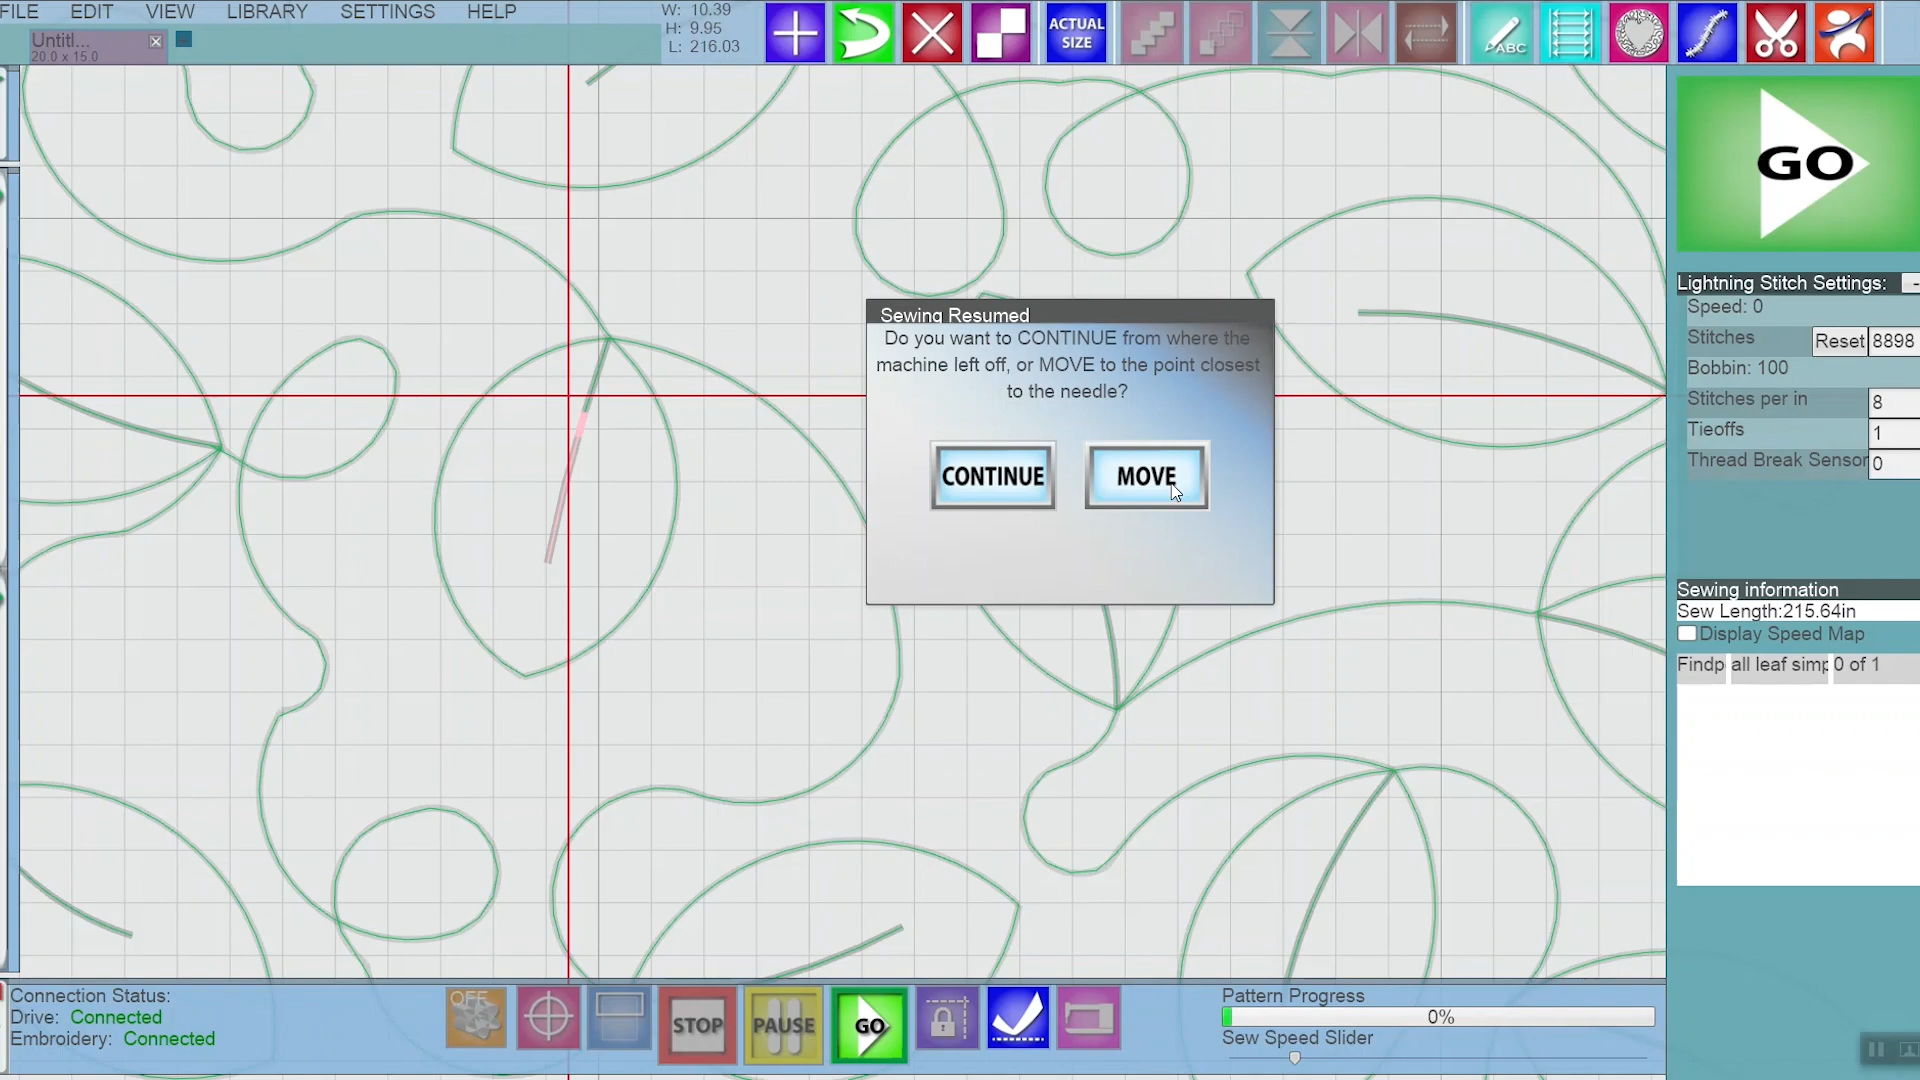 FILE EDIT VIEW LIBRARY SETTINGS HELP
W: 10.39
H: 9.95
L: 216.03
Untitl...
20.0 x 15.0
ACTUAL
SIZE
ABC
GO
Sewing Resumed
Do you want to CONTINUE from where the
machine left off, or MOVE to the point closest
to the needle?
CONTINUE MOVE
Lightning Stitch Settings: -
Speed: 0
Stitches Reset 8898
Bobbin: 100
Stitches per in 8
Tieoffs 1
Thread Break Sensor 0
Sewing information
Sew Length:215.64in
Display Speed Map
Findp all leaf simp 0 of 1
Connection Status:
Drive: Connected
Embroidery: Connected
OFF
STOP
PAUSE
GO
Pattern Progress
0%
Sew Speed Slider